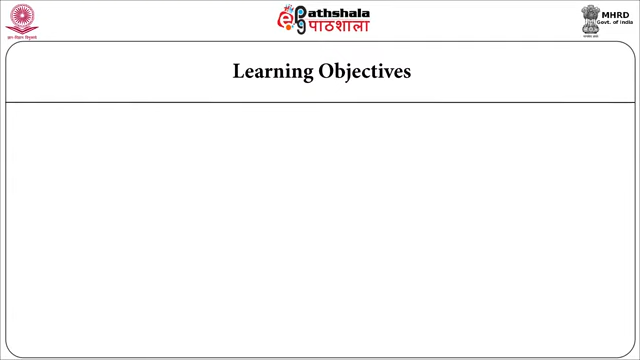 ePathshala
पाठशाला
MHRD
Govt. of India
Learning Objectives